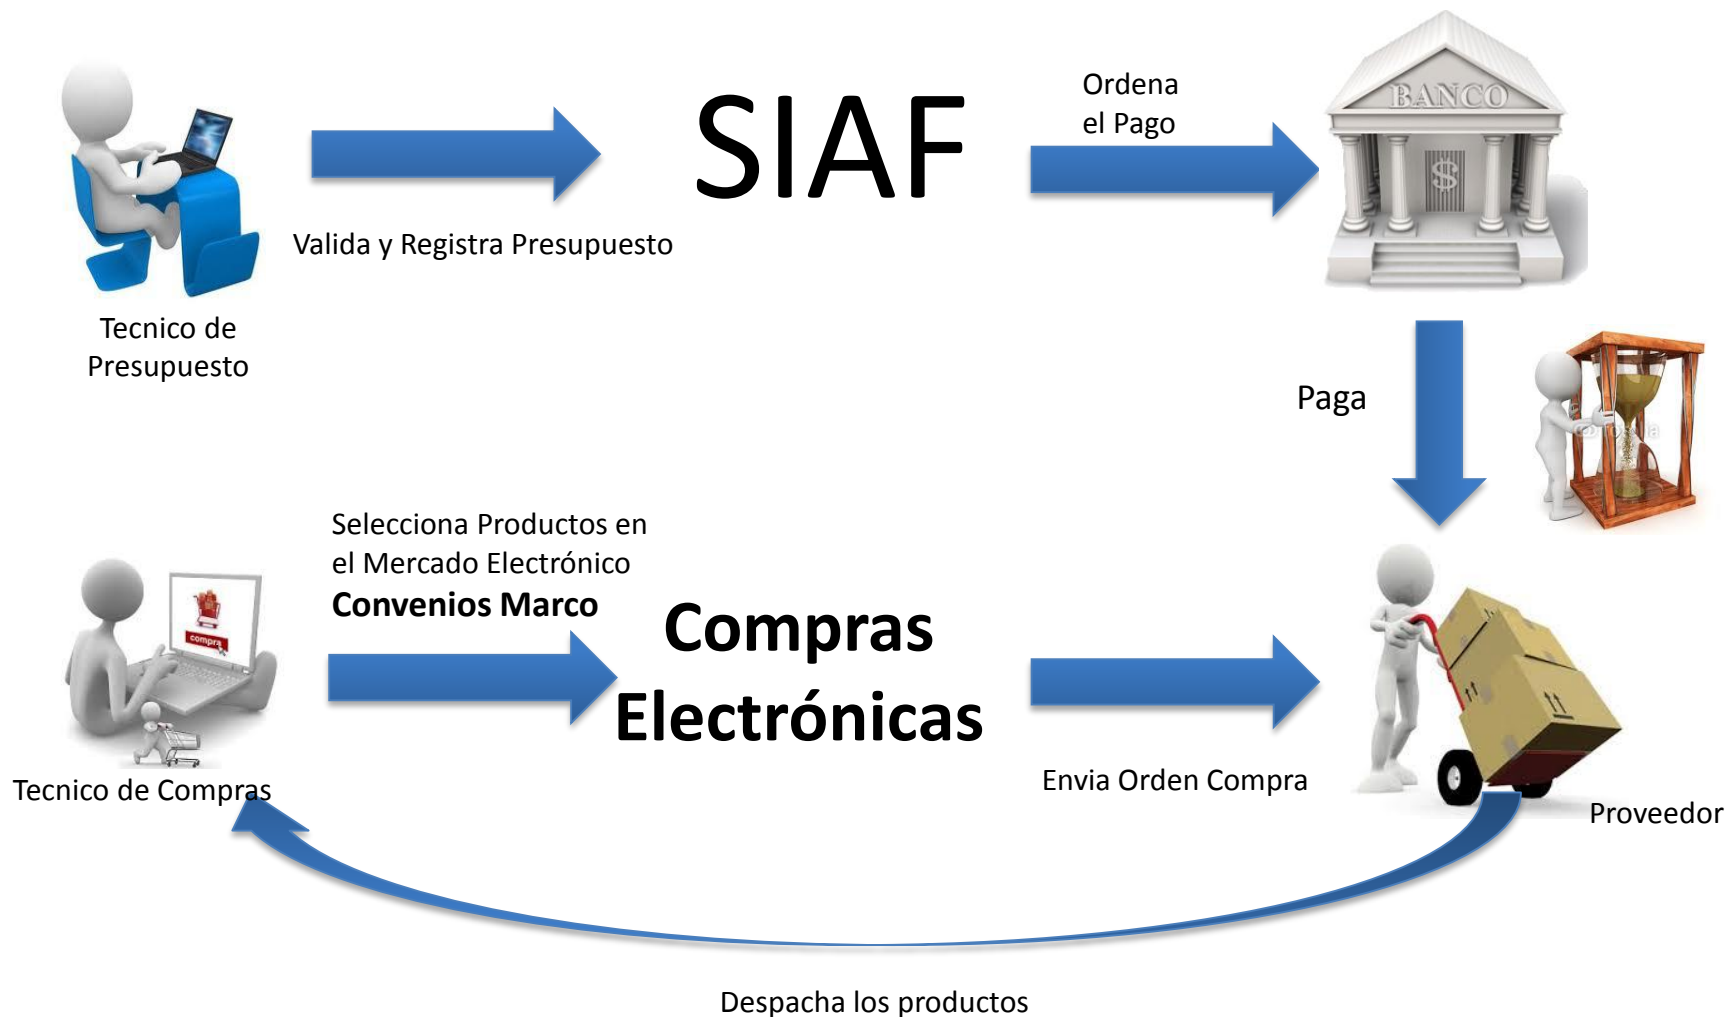 SIAF
Ordena
el Pago
BANCO
$
Valida y Registra Presupuesto
Tecnico de
Presupuesto
Paga
Selecciona Productos en
el Mercado Electrónico
Convenios Marco
compra
Compras
Electrónicas
Tecnico de Compras
Envia Orden Compra
Proveedor
Despacha los productos